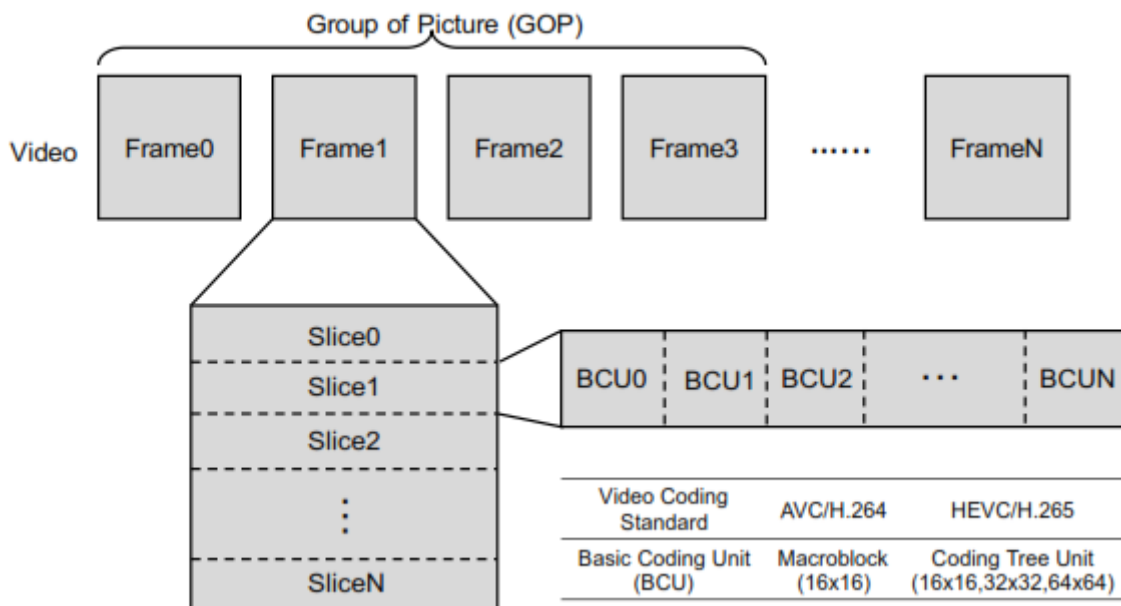 Group of Picture (GOP)
Video
Frame0
Frame1
Frame2
Frame3
......
FrameN
Slice0
Slice1
Slice2
⋮
SliceN
BCU0
BCU1
BCU2
...
BCUN
Video Coding
Standard
AVC/H.264
HEVC/H.265
Basic Coding Unit
(BCU)
Macroblock
(16x16)
Coding Tree Unit
(16x16,32x32,64x64)